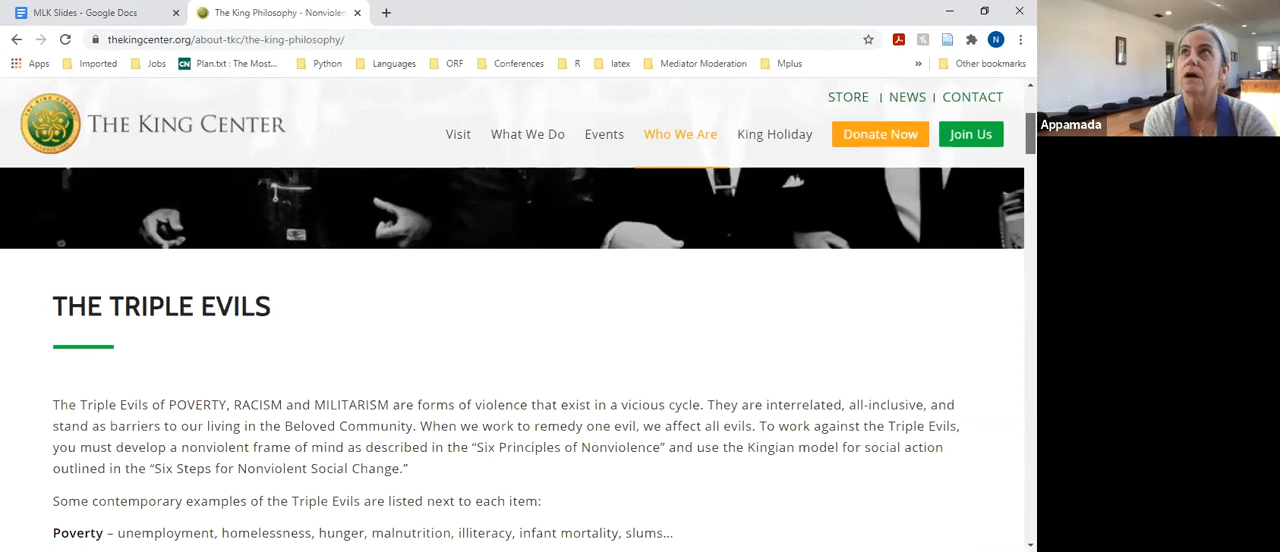 MLK Slides - Google Docs
The King Philosophy - Nonviolen
thekingcenter.org/about-tkc/the-king-philosophy/
N
Apps Imported Jobs CN Plan.txt : The Most... Python Languages ORF Conferences R latex Mediator Moderation Mplus » Other bookmarks
STORE | NEWS | CONTACT
THE KING CENTER
Visit What We Do Events Who We Are King Holiday Donate Now Join Us
Appamada
THE TRIPLE EVILS
The Triple Evils of POVERTY, RACISM and MILITARISM are forms of violence that exist in a vicious cycle. They are interrelated, all-inclusive, and
stand as barriers to our living in the Beloved Community. When we work to remedy one evil, we affect all evils. To work against the Triple Evils,
you must develop a nonviolent frame of mind as described in the “Six Principles of Nonviolence” and use the Kingian model for social action
outlined in the “Six Steps for Nonviolent Social Change.”
Some contemporary examples of the Triple Evils are listed next to each item:
Poverty – unemployment, homelessness, hunger, malnutrition, illiteracy, infant mortality, slums…